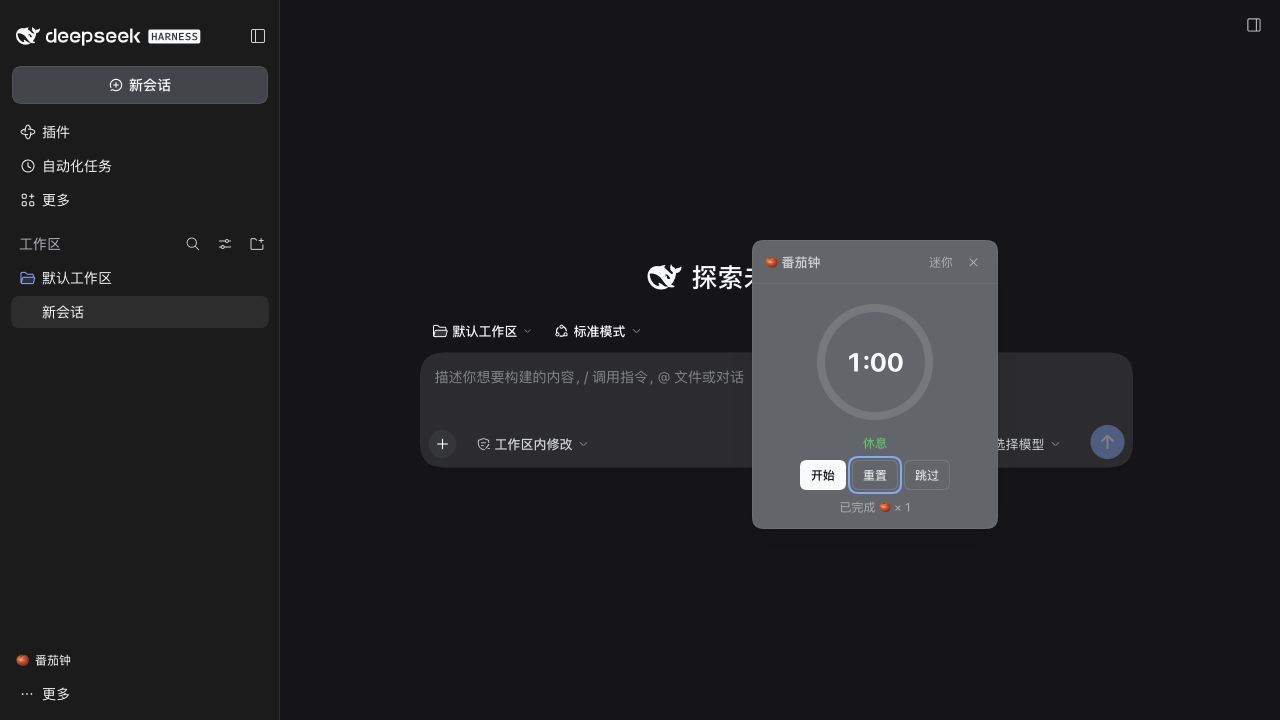 deepseek HARNESS
新会话
插件
自动化任务
更多
工作区
默认工作区
新会话
番茄钟
更多
探索
默认工作区
标准模式
描述你想要构建的内容, / 调用指令, @ 文件或对话
工作区内修改
选择模型
番茄钟
迷你
1:00
休息
开始
重置
跳过
已完成 🍅 × 1